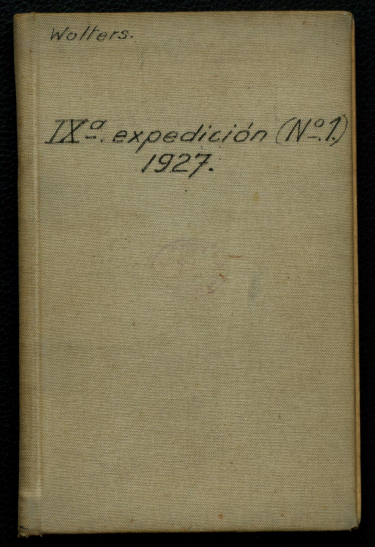 Wolters.
IXª. expedición (Nº.1.)
1927.